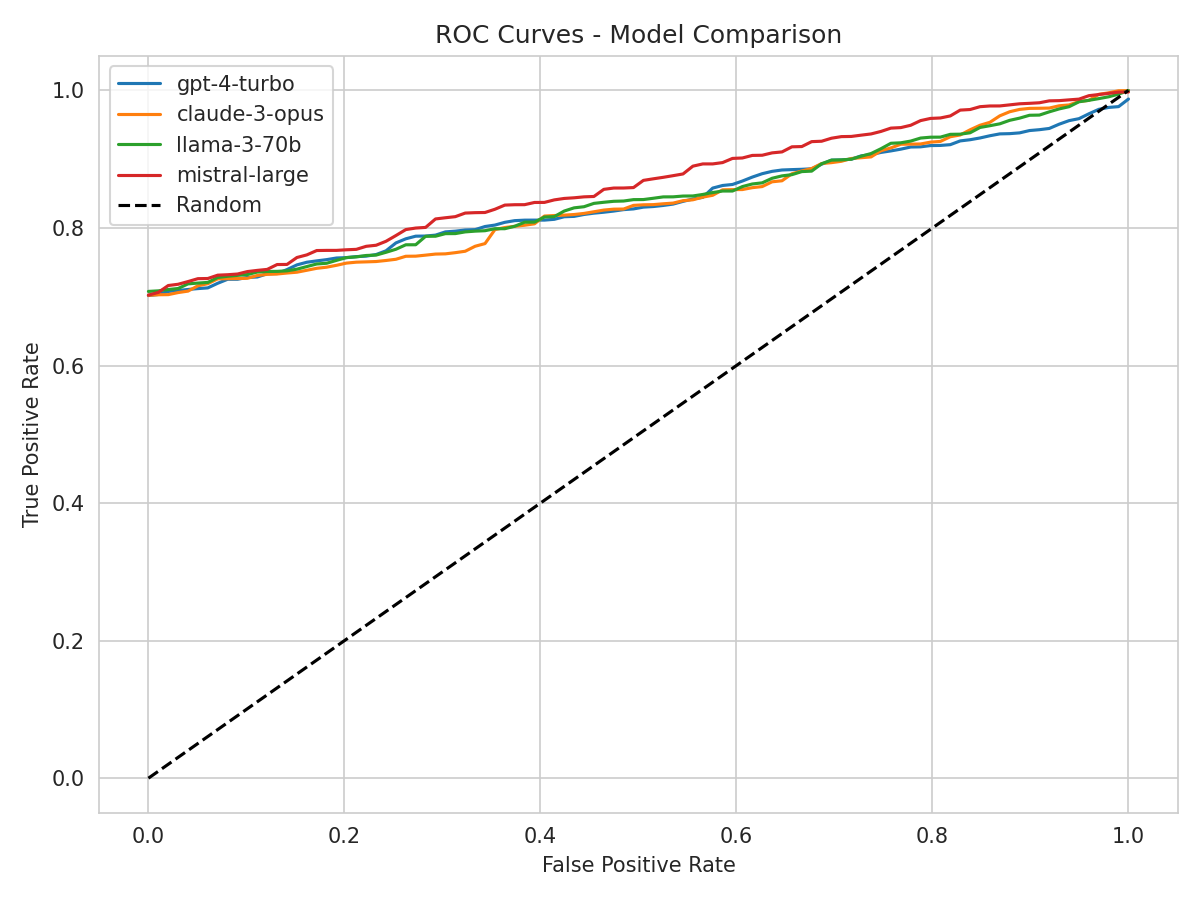 ROC Curves - Model Comparison
gpt-4-turbo
claude-3-opus
llama-3-70b
mistral-large
Random
True Positive Rate
1.0
0.8
0.6
0.4
0.2
0.0
0.0 0.2 0.4 0.6 0.8 1.0
False Positive Rate